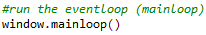 #run the eventloop (mainloop)
window.mainloop()